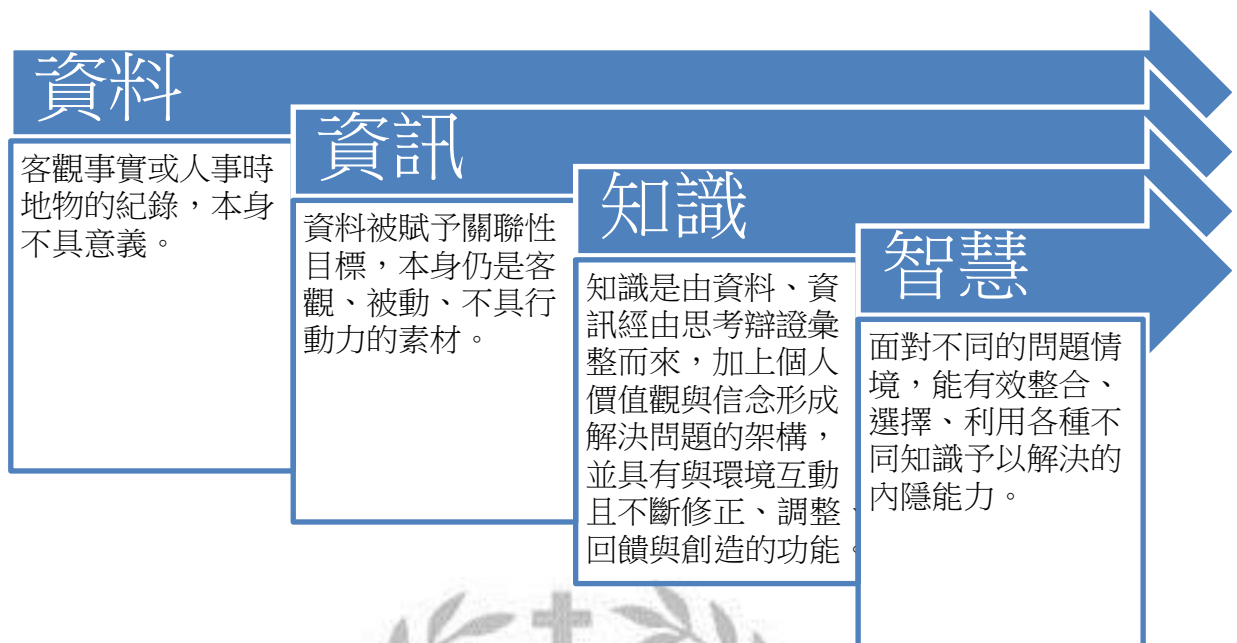 資料
客觀事實或人事時
地物的紀錄，本身
不具意義。
資訊
資料被賦予關聯性
目標，本身仍是客
觀、被動、不具行
動力的素材。
知識
知識是由資料、資
訊經由思考辯證彙
整而來，加上個人
價值觀與信念形成
解決問題的架構，
並具有與環境互動
且不斷修正、調整、
回饋與創造的功能。
智慧
面對不同的問題情
境，能有效整合、
選擇、利用各種不
同知識予以解決的
內隱能力。